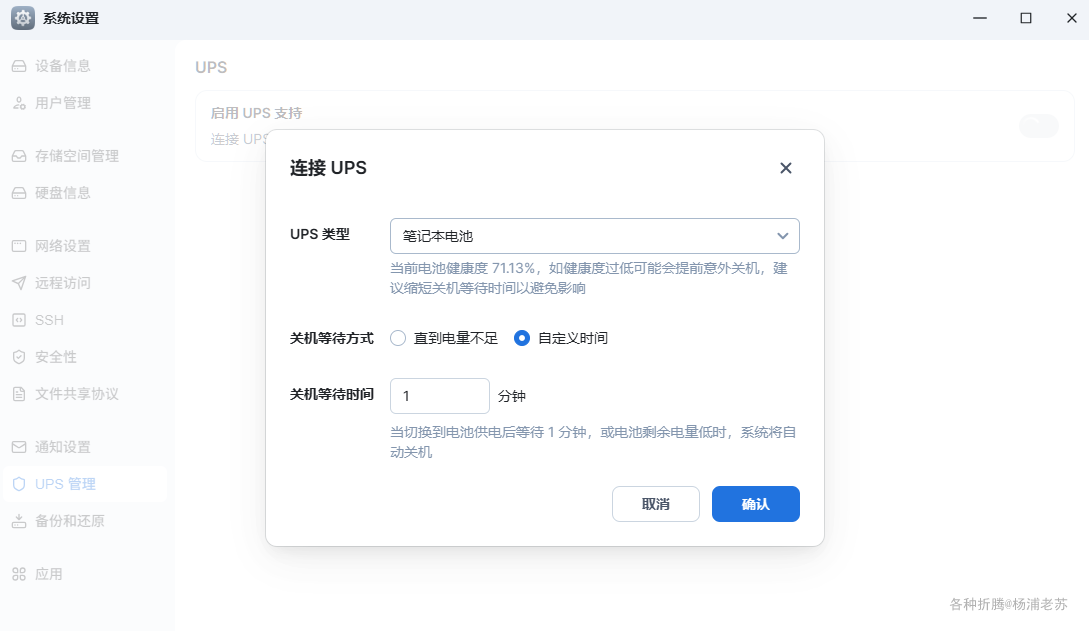 系统设置
设备信息
用户管理
存储空间管理
硬盘信息
网络设置
远程访问
SSH
安全性
文件共享协议
通知设置
UPS 管理
备份和还原
应用
UPS
启用 UPS 支持
连接 UPS
连接 UPS
UPS 类型
笔记本电池
当前电池健康度 71.13%，如健康度过低可能会提前意外关机，建
议缩短关机等待时间以避免影响
关机等待方式 直到电量不足 自定义时间
关机等待时间 1 分钟
当切换到电池供电后等待 1 分钟，或电池剩余电量低时，系统将自
动关机
取消 确认
各种折腾@杨浦老苏